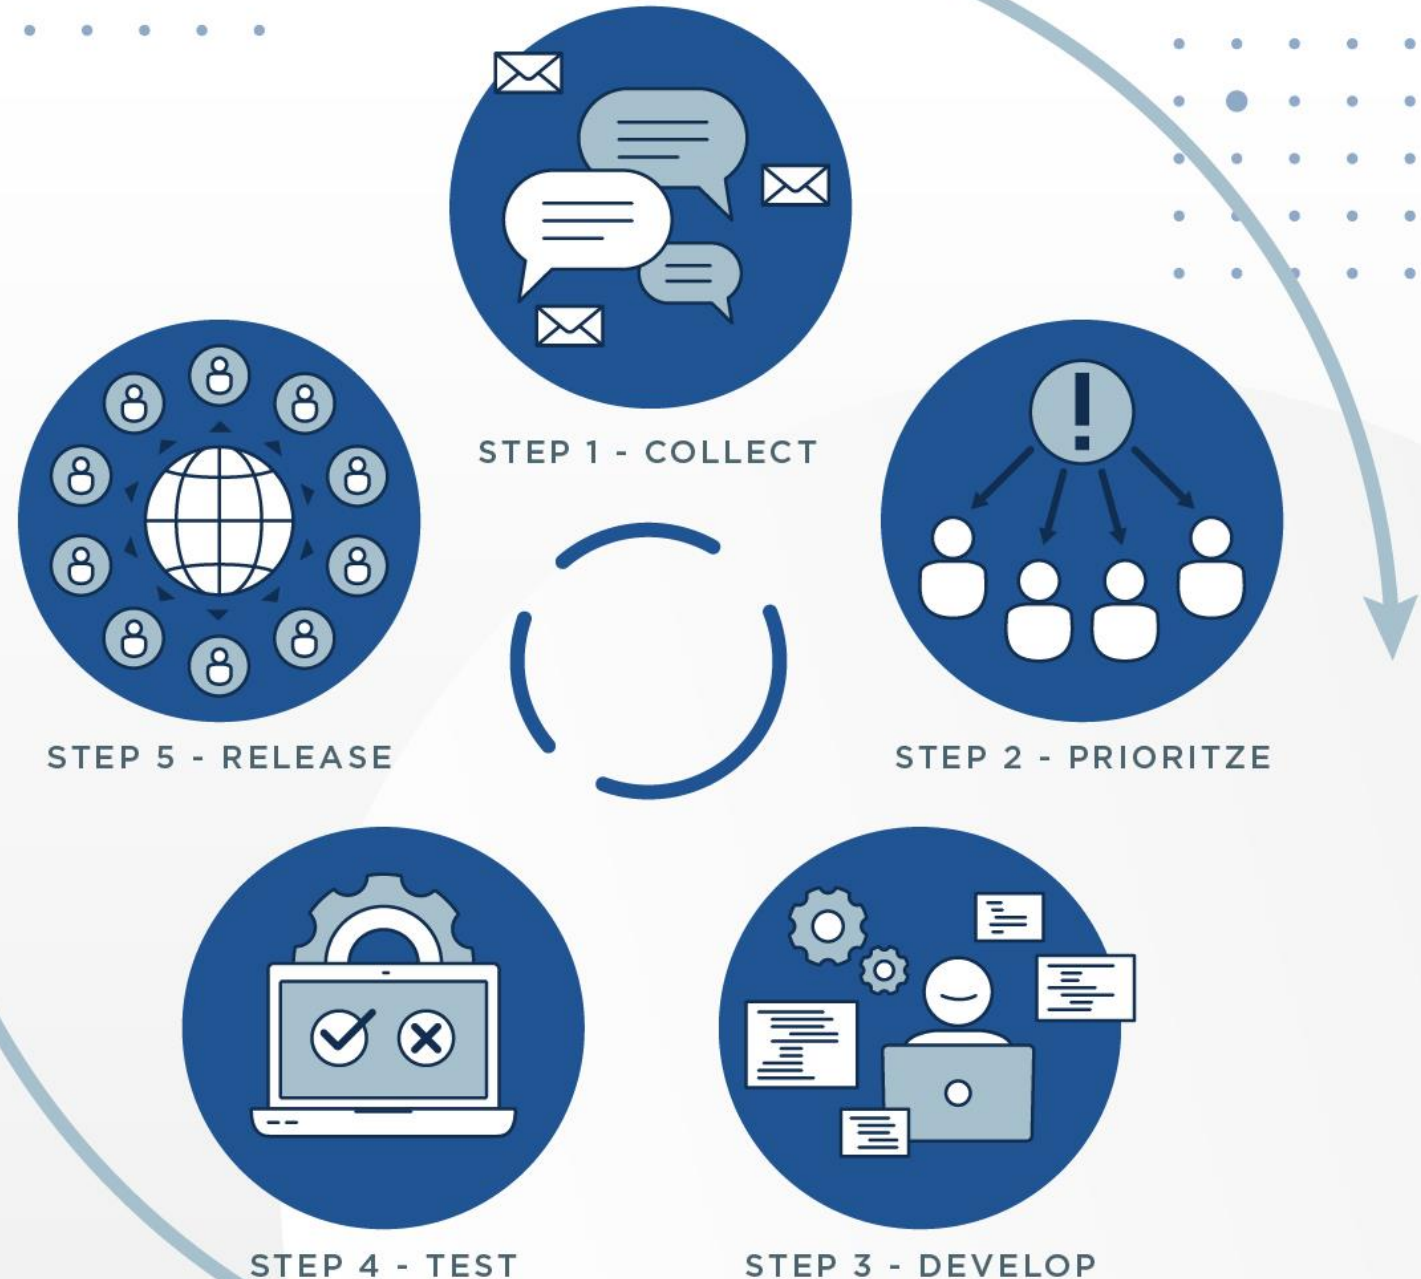 STEP 1 - COLLECT
STEP 2 - PRIORITZE
STEP 3 - DEVELOP
STEP 4 - TEST
STEP 5 - RELEASE